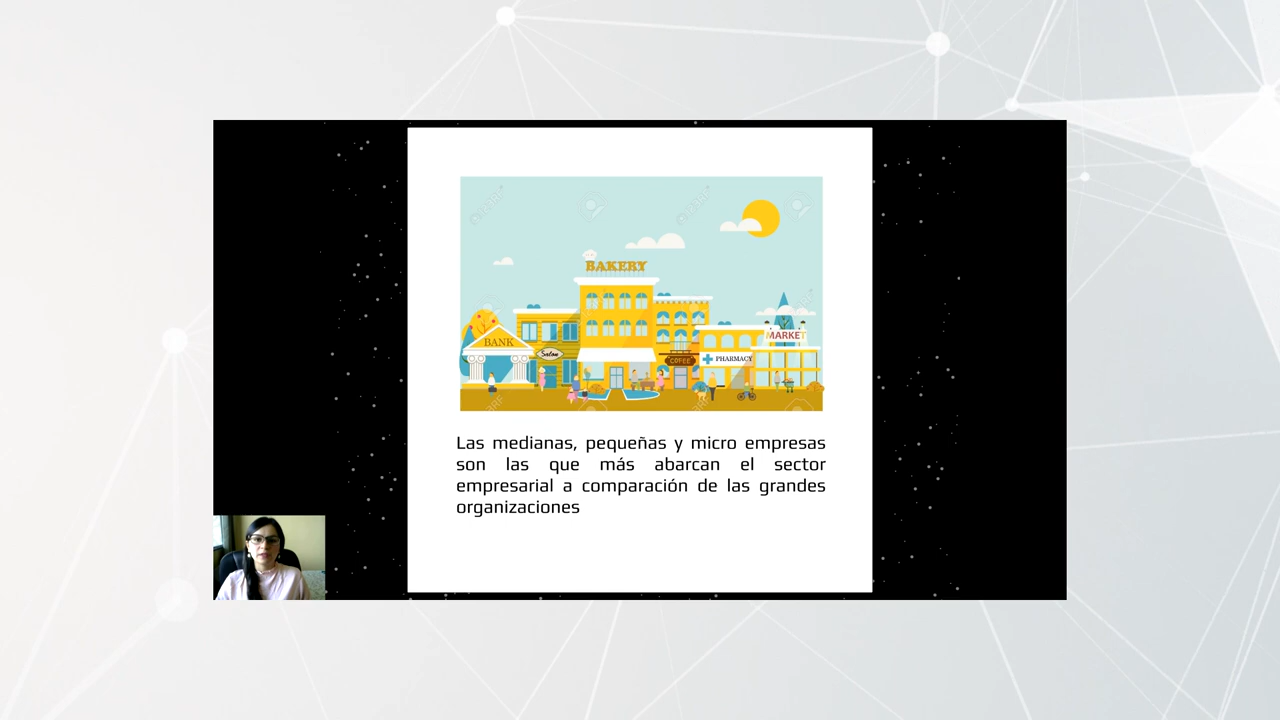 BAKERY
BANK
Salon
COFEE
PHARMACY
MARKET
Las medianas, pequeñas y micro empresas
son las que más abarcan el sector
empresarial a comparación de las grandes
organizaciones